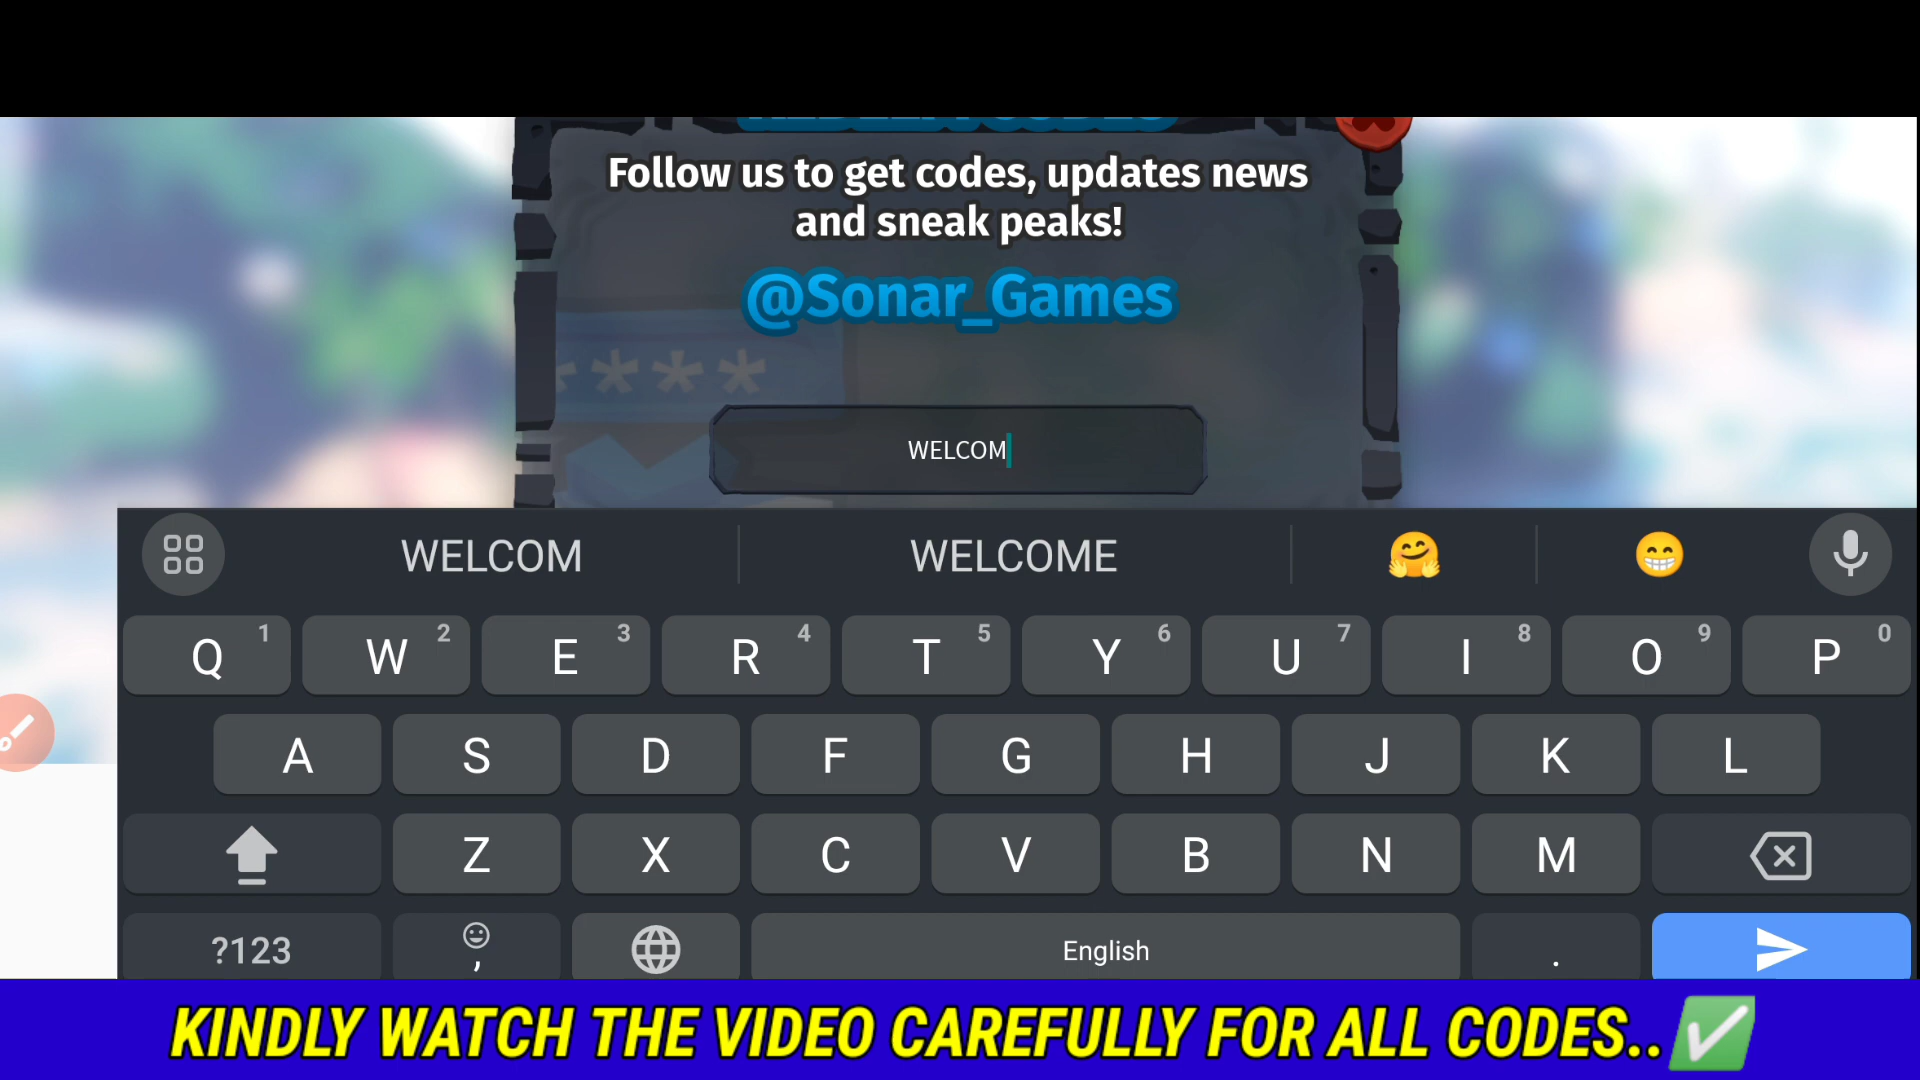 Follow us to get codes, updates news
and sneak peaks!
@Sonar_Games
****
WELCOM
WELCOM WELCOME
Q 1 W 2 E 3 R 4 T 5 Y 6 U 7 I 8 O 9 P 0
A S D F G H J K L
Z X C V B N M
?123 , English .
KINDLY WATCH THE VIDEO CAREFULLY FOR ALL CODES..